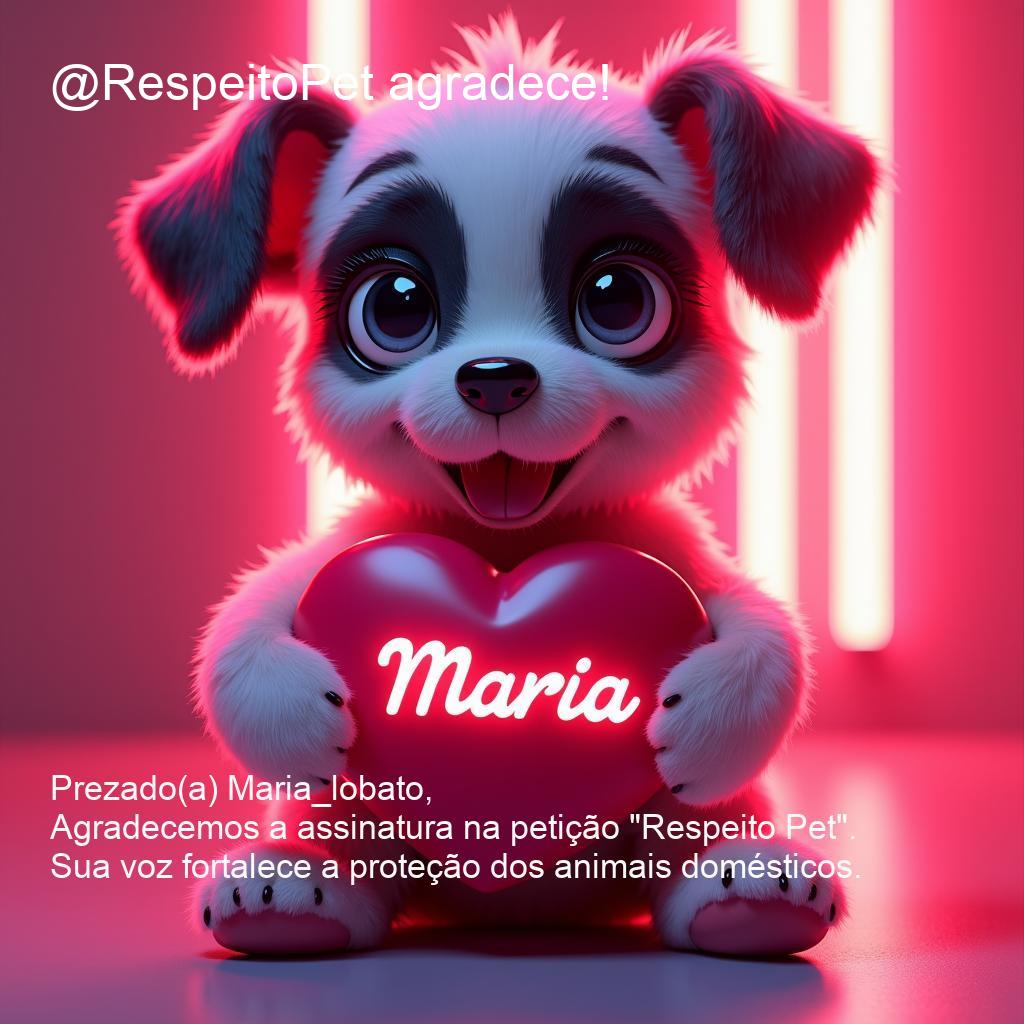 @RespeitoPet agradece!
Maria
Prezado(a) Maria_lobato,
Agradecemos a assinatura na petição "Respeito Pet".
Sua voz fortalece a proteção dos animais domésticos.